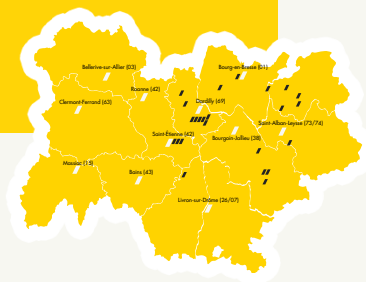 Bellerive-sur-Allier (03)
Bourg-en-Bresse (01)
Roanne (42)
Clermont-Ferrand (63)
Dardilly (69)
Saint-Étienne (42)
Bourgoin-Jallieu (38)
Saint-Alban-Leysse (73/74)
Massiac (15)
Bains (43)
Livron-sur-Drôme (26/07)